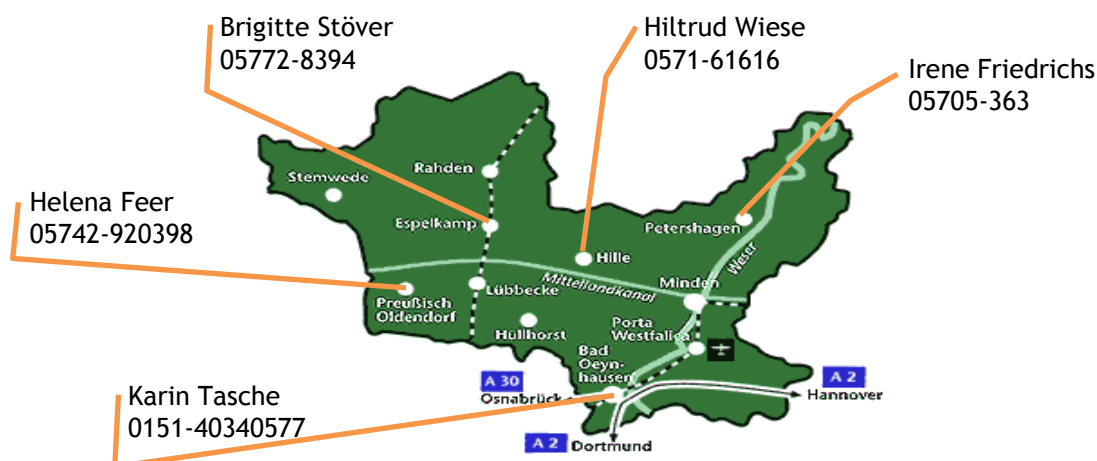 Brigitte Stöver
05772-8394
Hiltrud Wiese
0571-61616
Irene Friedrichs
05705-363
Helena Feer
05742-920398
Karin Tasche
0151-40340577
Rahden
Stemwede
Espelkamp
Petershagen
Hille
Weser
Mittellandkanal
Minden
Lübbecke
Preußisch
Oldendorf
Hüllhorst
Porta
Westfalica
Bad
Oeyn-
hausen
A 30
Osnabrück
A 2
Hannover
A 2
Dortmund